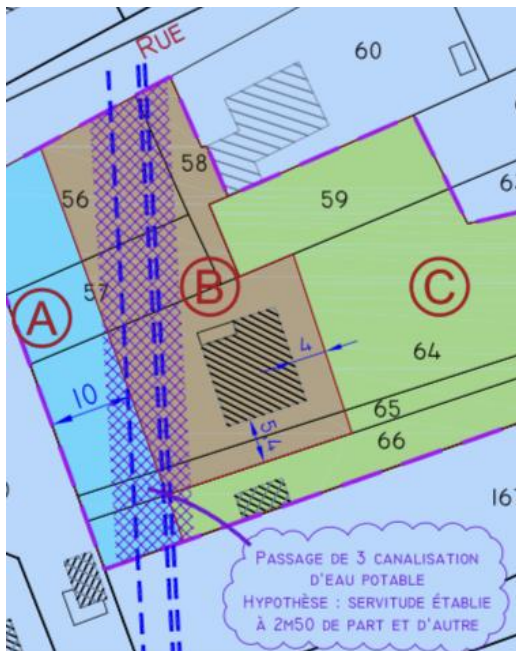 RUE
60
58
56
59
57
A
B
C
4
64
10
65
5,4
66
167
PASSAGE DE 3 CANALISATION
D'EAU POTABLE
HYPOTHÈSE : SERVITUDE ÉTABLIE
À 2M50 DE PART ET D'AUTRE